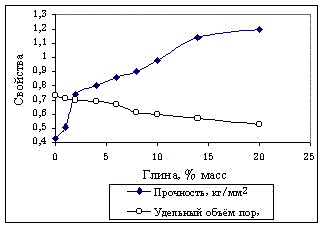 1,3
1,2
1,1
1
0,9
0,8
0,7
0,6
0,5
0,4
Свойства
0 5 10 15 20 25
Глина, % масс
Прочность, кг/мм2
Удельный объём пор,